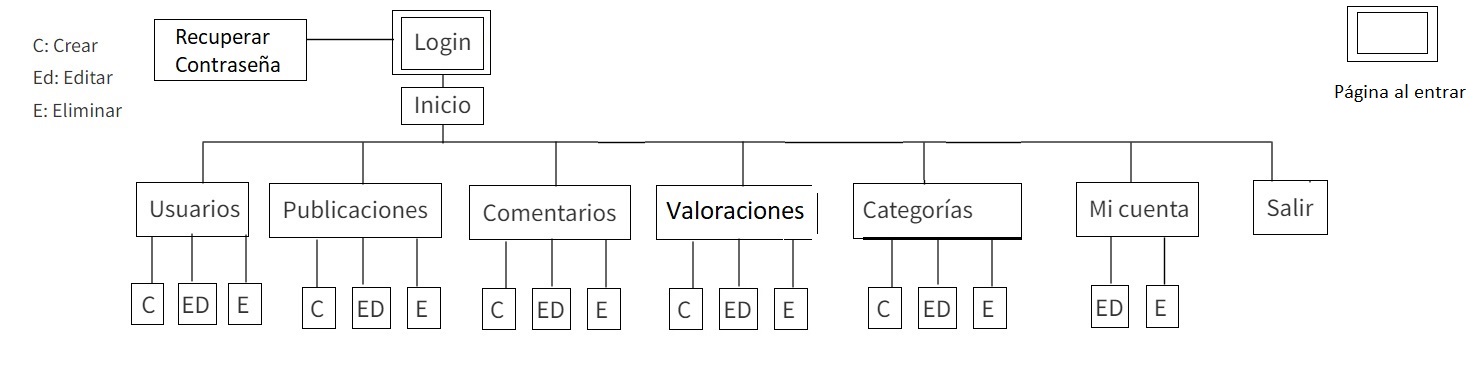 C: Crear
Ed: Editar
E: Eliminar
Recuperar
Contraseña
Login
Inicio
Página al entrar
Usuarios
Publicaciones
Comentarios
Valoraciones
Categorías
Mi cuenta
Salir
C ED E
C ED E
C ED E
C ED E
C ED E
ED E